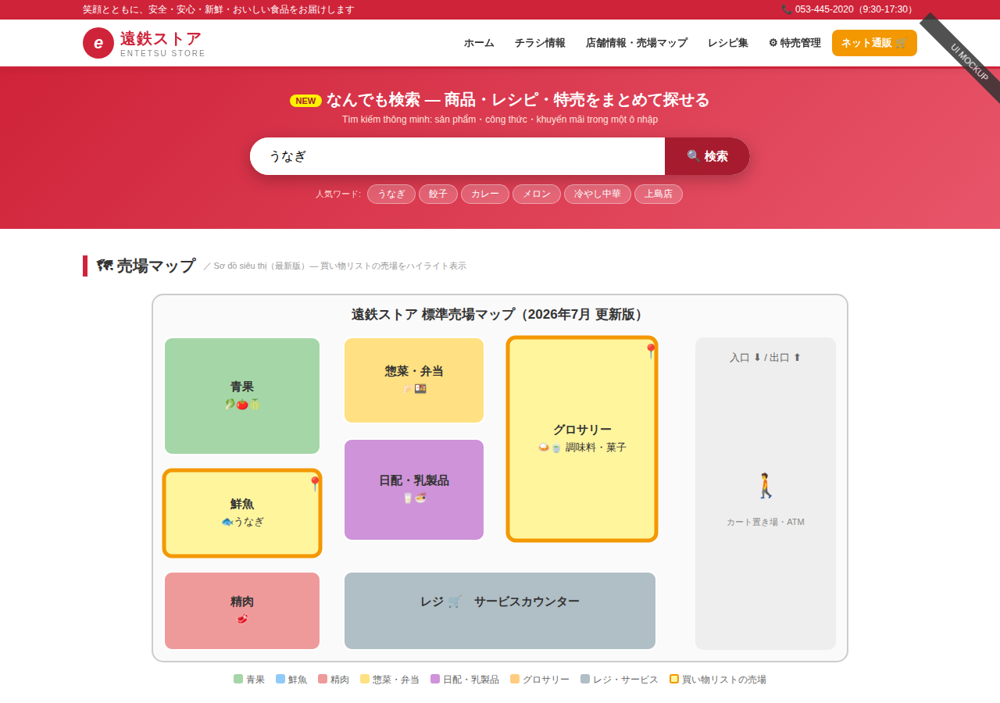 笑顔とともに、安全・安心・新鮮・おいしい食品をお届けします
📞 053-445-2020（9:30-17:30）
e 遠鉄ストア
ENTETSU STORE
ホーム チラシ情報 店舗情報・売場マップ レシピ集 ⚙ 特売管理 ネット通販 🛒
UI MOCKUP
NEW なんでも検索 — 商品・レシピ・特売をまとめて探せる
Tìm kiếm thông minh: sản phẩm・công thức・khuyến mãi trong một ô nhập
うなぎ
🔍 検索
人気ワード: うなぎ 餃子 カレー メロン 冷やし中華 上島店
🗺 売場マップ ／ Sơ đồ siêu thị（最新版）— 買い物リストの売場をハイライト表示
遠鉄ストア 標準売場マップ（2026年7月 更新版）
青果
惣菜・弁当
グロサリー
🍛🍵 調味料・菓子
入口 ⬇ / 出口 ⬆
鮮魚
🐟うなぎ
日配・乳製品
カート置き場・ATM
精肉
レジ 🛒 サービスカウンター
青果 鮮魚 精肉 惣菜・弁当 日配・乳製品 グロサリー レジ・サービス 買い物リストの売場